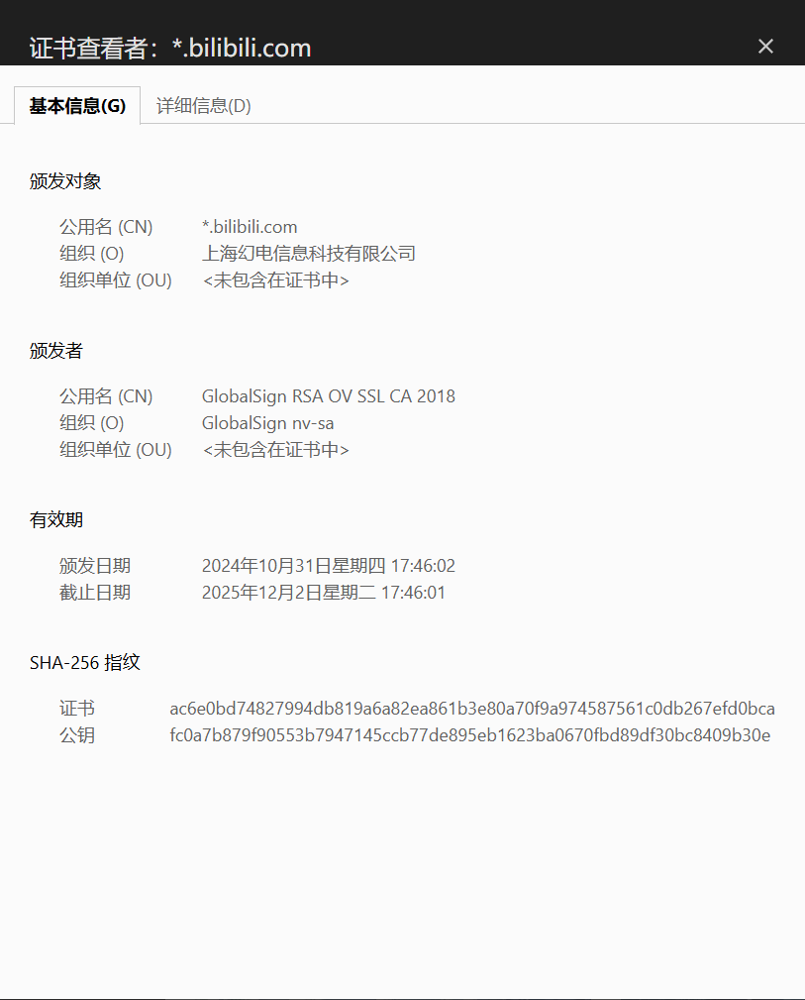 证书查看者：*.bilibili.com
基本信息(G) 详细信息(D)
颁发对象
公用名 (CN) *.bilibili.com
组织 (O) 上海幻电信息科技有限公司
组织单位 (OU) <未包含在证书中>
颁发者
公用名 (CN) GlobalSign RSA OV SSL CA 2018
组织 (O) GlobalSign nv-sa
组织单位 (OU) <未包含在证书中>
有效期
颁发日期 2024年10月31日星期四 17:46:02
截止日期 2025年12月2日星期二 17:46:01
SHA-256 指纹
证书 ac6e0bd74827994db819a6a82ea861b3e80a70f9a974587561c0db267efd0bca
公钥 fc0a7b879f90553b7947145ccb77de895eb1623ba0670fbd89df30bc8409b30e